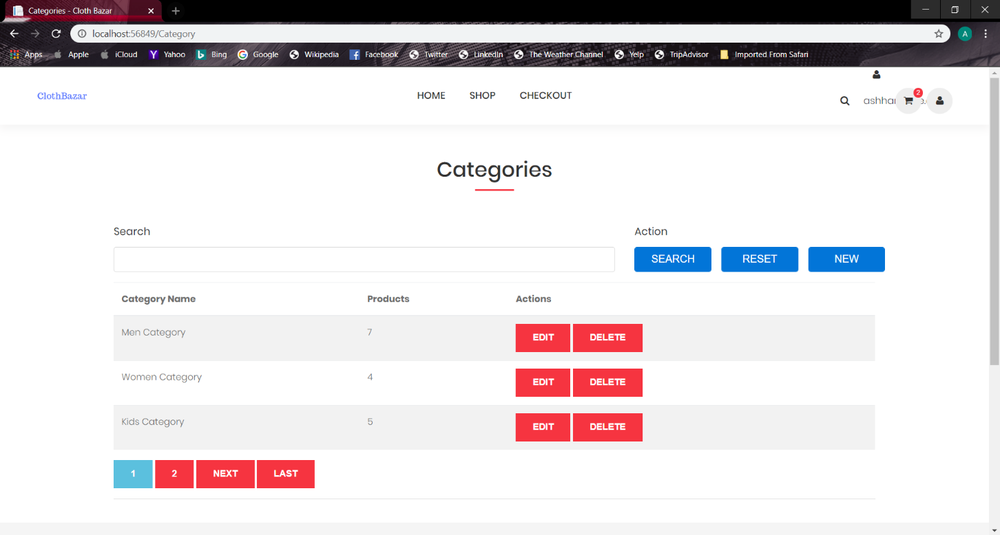 Categories - Cloth Bazar
localhost:56849/Category
A
Apps Apple iCloud Yahoo Bing Google Wikipedia Facebook Twitter LinkedIn The Weather Channel Yelp TripAdvisor Imported From Safari
ClothBazar HOME SHOP CHECKOUT 2
Categories
Search Action
SEARCH RESET NEW
Category Name Products Actions
Men Category 7 EDIT DELETE
Women Category 4 EDIT DELETE
Kids Category 5 EDIT DELETE
1 2 NEXT LAST